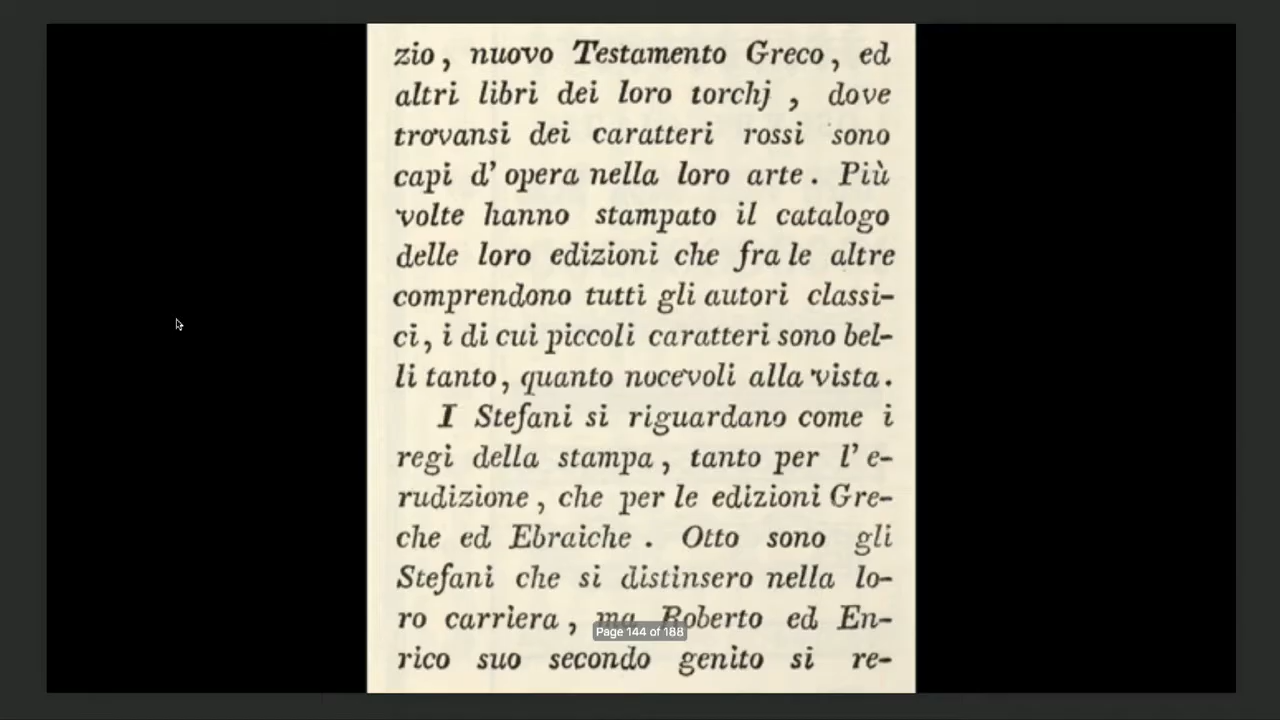 zio, nuovo Testamento Greco, ed
altri libri dei loro torchj, dove
trovansi dei caratteri rossi sono
capi d' opera nella loro arte. Più
volte hanno stampato il catalogo
delle loro edizioni che fra le altre
comprendono tutti gli autori classi-
ci, i di cui piccoli caratteri sono bel-
li tanto, quanto nocevoli alla vista.
I Stefani si riguardano come i
regi della stampa, tanto per l' e-
rudizione, che per le edizioni Gre-
che ed Ebraiche. Otto sono gli
Stefani che si distinsero nella lo-
ro carrìera, ma Roberto ed En-
Page 144 of 188
rico suo secondo genito si re-